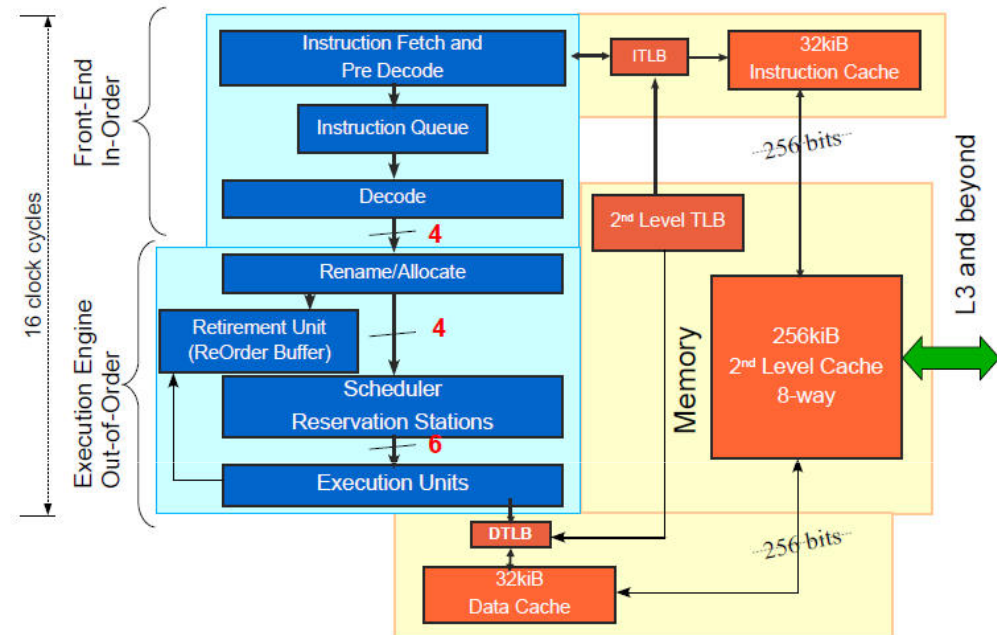 16 clock cycles
Front-End
In-Order
Execution Engine
Out-of-Order
Instruction Fetch and
Pre Decode
Instruction Queue
Decode
4
Rename/Allocate
4
Retirement Unit
(ReOrder Buffer)
Scheduler
Reservation Stations
6
Execution Units
ITLB
32kiB
Instruction Cache
256 bits
2nd Level TLB
Memory
256kiB
2nd Level Cache
8-way
L3 and beyond
DTLB
32kiB
Data Cache
256 bits